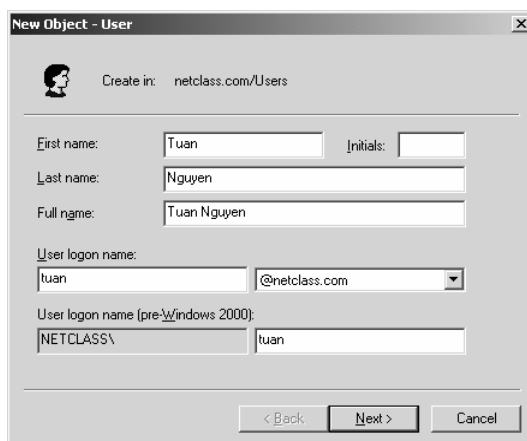 New Object - User
Create in: netclass.com/Users
First name: Tuan Initials:
Last name: Nguyen
Full name: Tuan Nguyen
User logon name:
tuan @netclass.com
User logon name (pre-Windows 2000):
NETCLASS\ tuan
< Back Next > Cancel